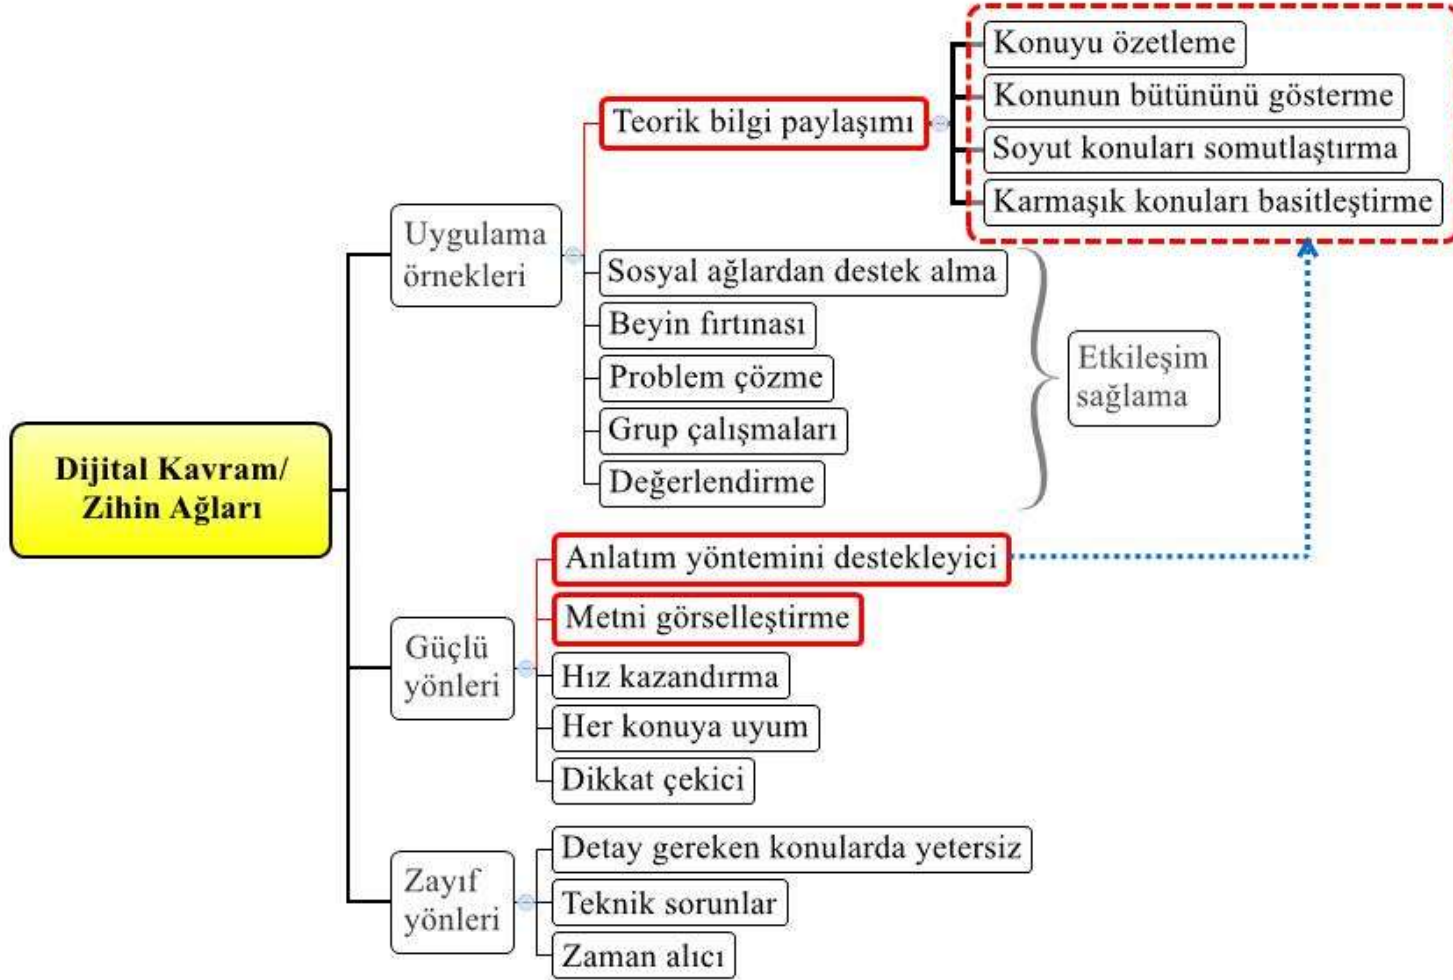 Konuyu özetleme
Konunun bütününü gösterme
Teorik bilgi paylaşımı
Soyut konuları somutlaştırma
Karmaşık konuları basitleştirme
Uygulama
örnekleri
Sosyal ağlardan destek alma
Beyin fırtınası
Problem çözme
Grup çalışmaları
Değerlendirme
Etkileşim
sağlama
Dijital Kavram/
Zihin Ağları
Anlatım yöntemini destekleyici
Metni görselleştirme
Güçlü
yönleri
Hız kazandırma
Her konuya uyum
Dikkat çekici
Zayıf
yönleri
Detay gereken konularda yetersiz
Teknik sorunlar
Zaman alıcı